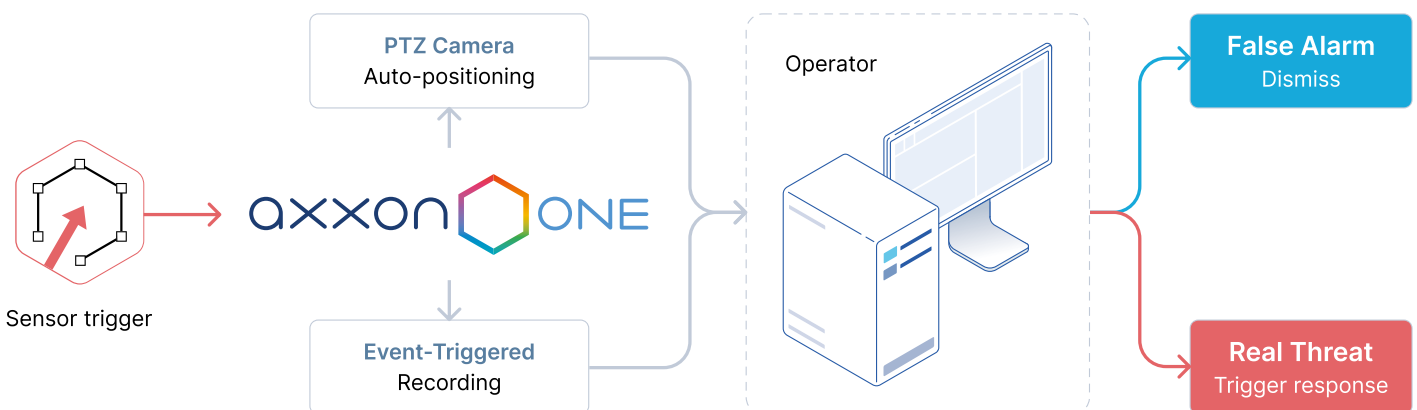 Sensor trigger
PTZ Camera
Auto-positioning
axxon ONE
Event-Triggered
Recording
Operator
False Alarm
Dismiss
Real Threat
Trigger response